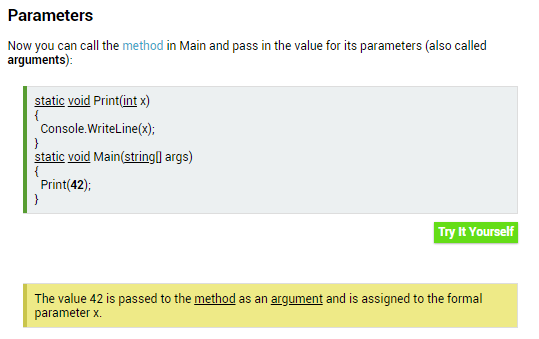 Parameters
Now you can call the method in Main and pass in the value for its parameters (also called
arguments):
static void Print(int x)
{
Console.WriteLine(x);
}
static void Main(string[] args)
{
Print(42);
}
Try It Yourself
The value 42 is passed to the method as an argument and is assigned to the formal
parameter x.